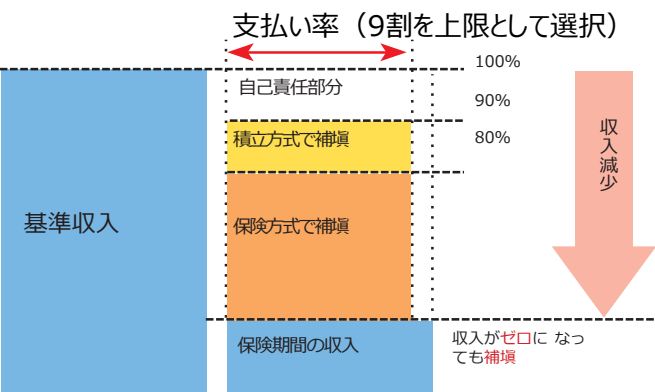 支払い率（9割を上限として選択）
100%
自己責任部分
90%
積立方式で補塡
80%
収入減少
基準収入
保険方式で補塡
保険期間の収入
収入がゼロに なっ
ても補塡